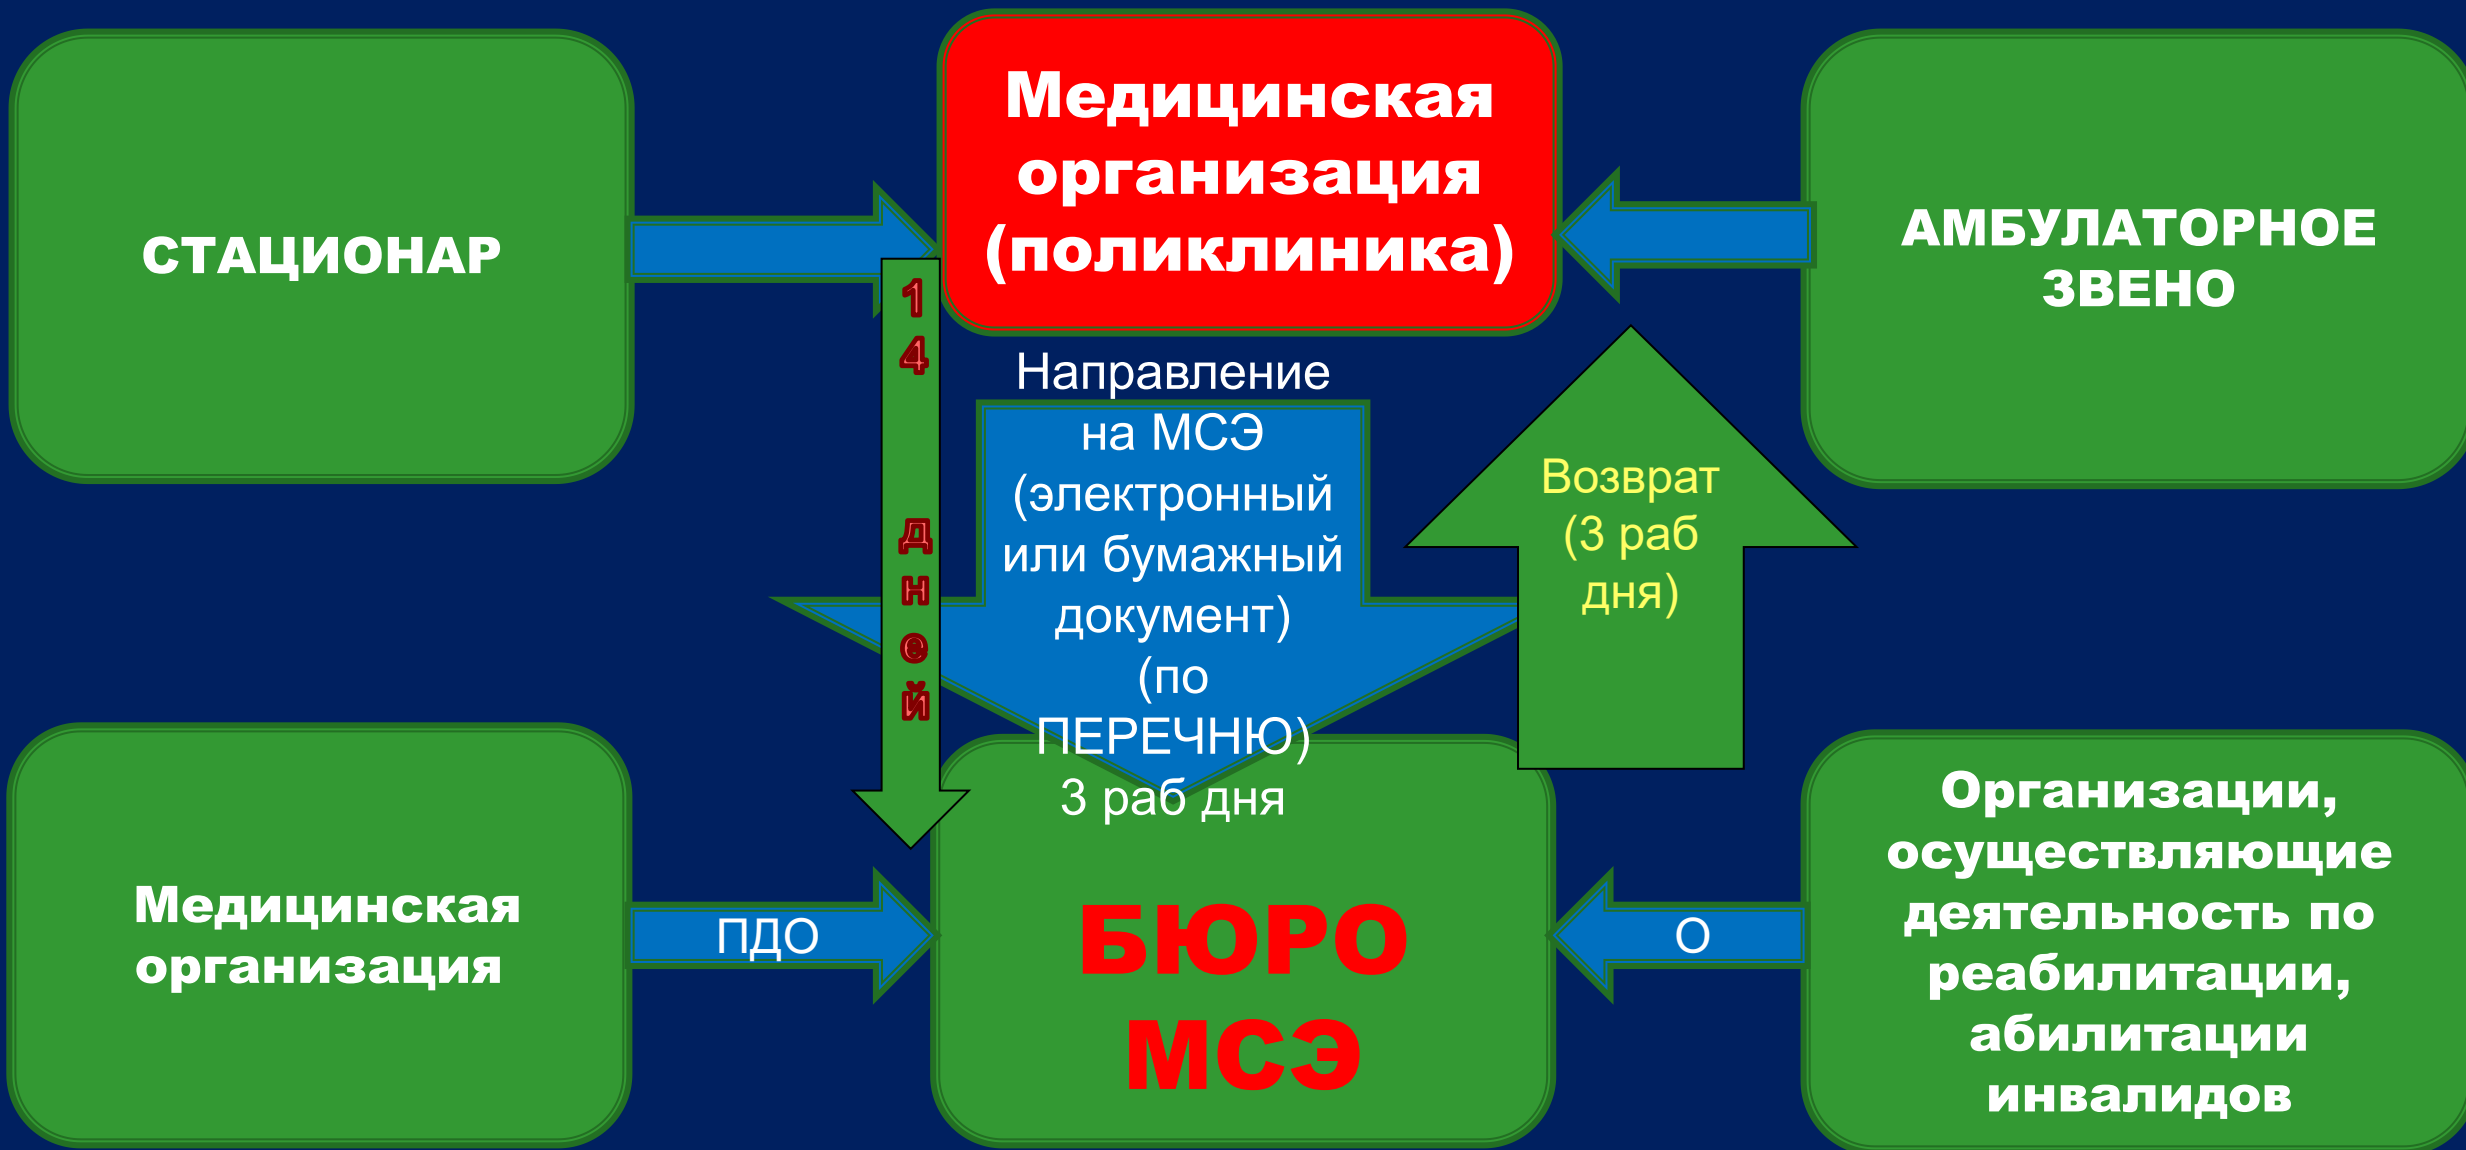 СТАЦИОНАР
Медицинская
организация
(поликлиника)
АМБУЛАТОРНОЕ
ЗВЕНО
1
4
д
н
е
й
Направление
на МСЭ
(электронный
или бумажный
документ)
(по
ПЕРЕЧНЮ)
3 раб дня
Возврат
(3 раб
дня)
Медицинская
организация
ПДО
БЮРО
МСЭ
О
Организации,
осуществляющие
деятельность по
реабилитации,
абилитации
инвалидов